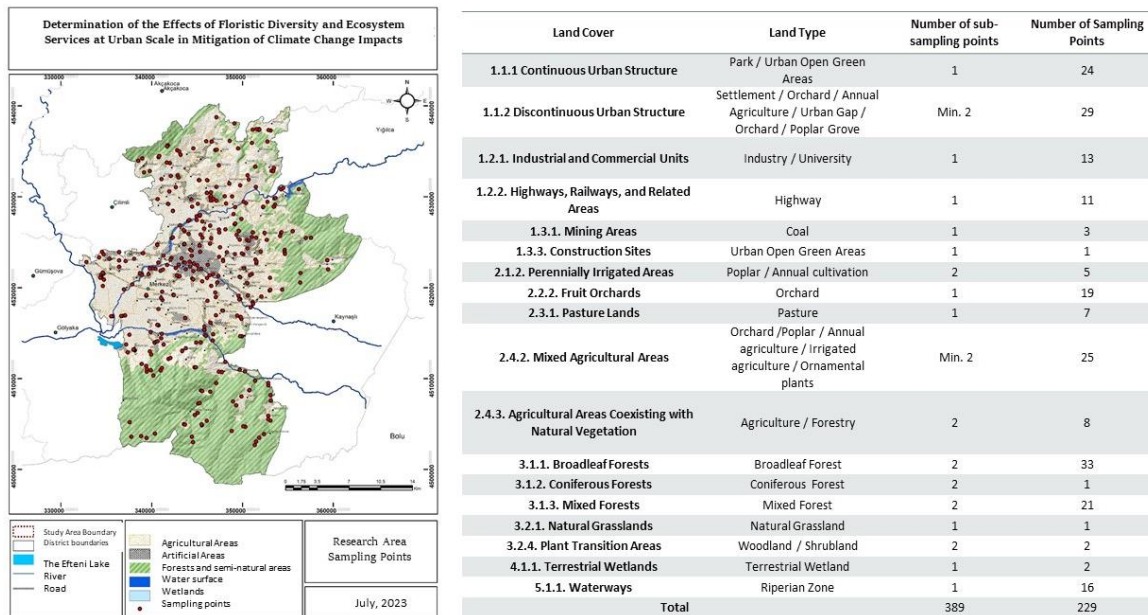 Determination of the Effects of Floristic Diversity and Ecosystem
Services at Urban Scale in Mitigation of Climate Change Impacts
330000 340000 350000 360000
Akçakoca
Akçakoca
N
W E
S
4540000 4540000
Yığılca
4530000 4530000
Çilimli
Gümüşova
Merkez
4520000 4520000
Kaynaşlı
Gölyaka
4510000 4510000
Bolu
4500000 4500000
330000 340000 350000 360000
Study Area Boundary
District boundaries
The Efteni Lake
River
Road
Agricultural Areas
Artificial Areas
Forests and semi-natural areas
Water surface
Wetlands
Sampling points
Research Area
Sampling Points
July, 2023
Land Cover Land Type Number of sub-sampling points Number of Sampling Points
1.1.1 Continuous Urban Structure Park / Urban Open Green Areas 1 24
1.1.2 Discontinuous Urban Structure Settlement / Orchard / Annual Agriculture / Urban Gap / Orchard / Poplar Grove Min. 2 29
1.2.1. Industrial and Commercial Units Industry / University 1 13
1.2.2. Highways, Railways, and Related Areas Highway 1 11
1.3.1. Mining Areas Coal 1 3
1.3.3. Construction Sites Urban Open Green Areas 1 1
2.1.2. Perennially Irrigated Areas Poplar / Annual cultivation 2 5
2.2.2. Fruit Orchards Orchard 1 19
2.3.1. Pasture Lands Pasture 1 7
2.4.2. Mixed Agricultural Areas Orchard /Poplar / Annual agriculture / Irrigated agriculture / Ornamental plants Min. 2 25
2.4.3. Agricultural Areas Coexisting with Natural Vegetation Agriculture / Forestry 2 8
3.1.1. Broadleaf Forests Broadleaf Forest 2 33
3.1.2. Coniferous Forests Coniferous Forest 2 1
3.1.3. Mixed Forests Mixed Forest 2 21
3.2.1. Natural Grasslands Natural Grassland 1 1
3.2.4. Plant Transition Areas Woodland / Shrubland 2 2
4.1.1. Terrestrial Wetlands Terrestrial Wetland 1 2
5.1.1. Waterways Riperian Zone 1 16
Total 389 229